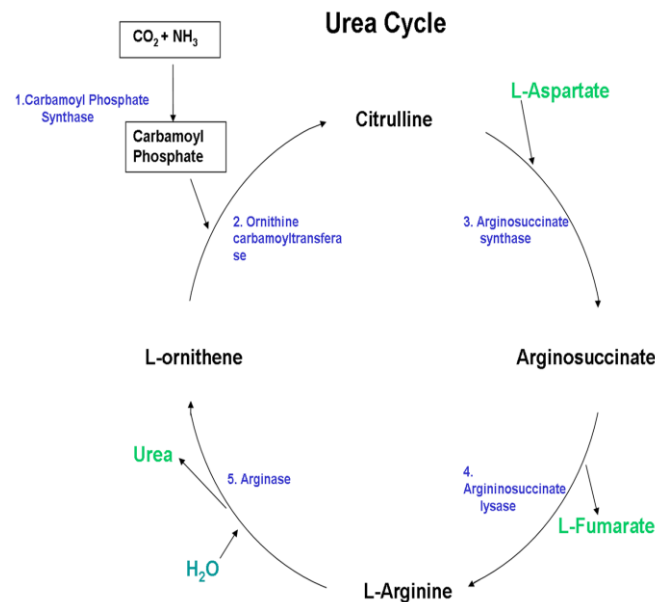 Urea Cycle
CO₂ + NH₃
1.Carbamoyl Phosphate
Synthase
L-Aspartate
Citrulline
Carbamoyl
Phosphate
2. Ornithine
carbamoyltransfera
se
3. Arginosuccinate
synthase
L-ornithene
Arginosuccinate
Urea
5. Arginase
4.
Argininosuccinate
lysase
L-Fumarate
H₂O
L-Arginine